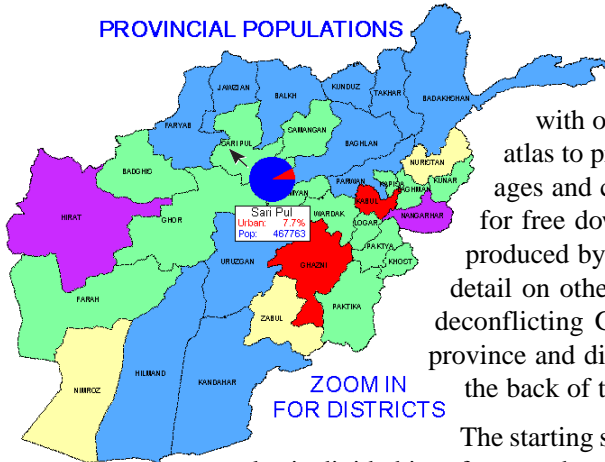 PROVINCIAL POPULATIONS
JAWZJAN
BALKH
KUNDUZ
TAKHAR
BADAKHSHAN
FARYAB
SARI PUL
SAMANGAN
BAGHLAN
BADGHIS
NURISTAN
KUNAR
HIRAT
GHOR
PARWAN
KAPISA
LAGHMAN
KABUL
NANGARHAR
WARDAK
LOGAR
PAKTYA
KHOST
Sari Pul
Urban: 7.7%
Pop: 467763
URUZGAN
GHAZNI
FARAH
ZABUL
PAKTIKA
NIMROZ
HILMAND
KANDAHAR
ZOOM IN
FOR DISTRICTS
with o
atlas to p
ages and c
for free dow
produced by
detail on othe
deconflicting C
province and di
the back of t
The starting s